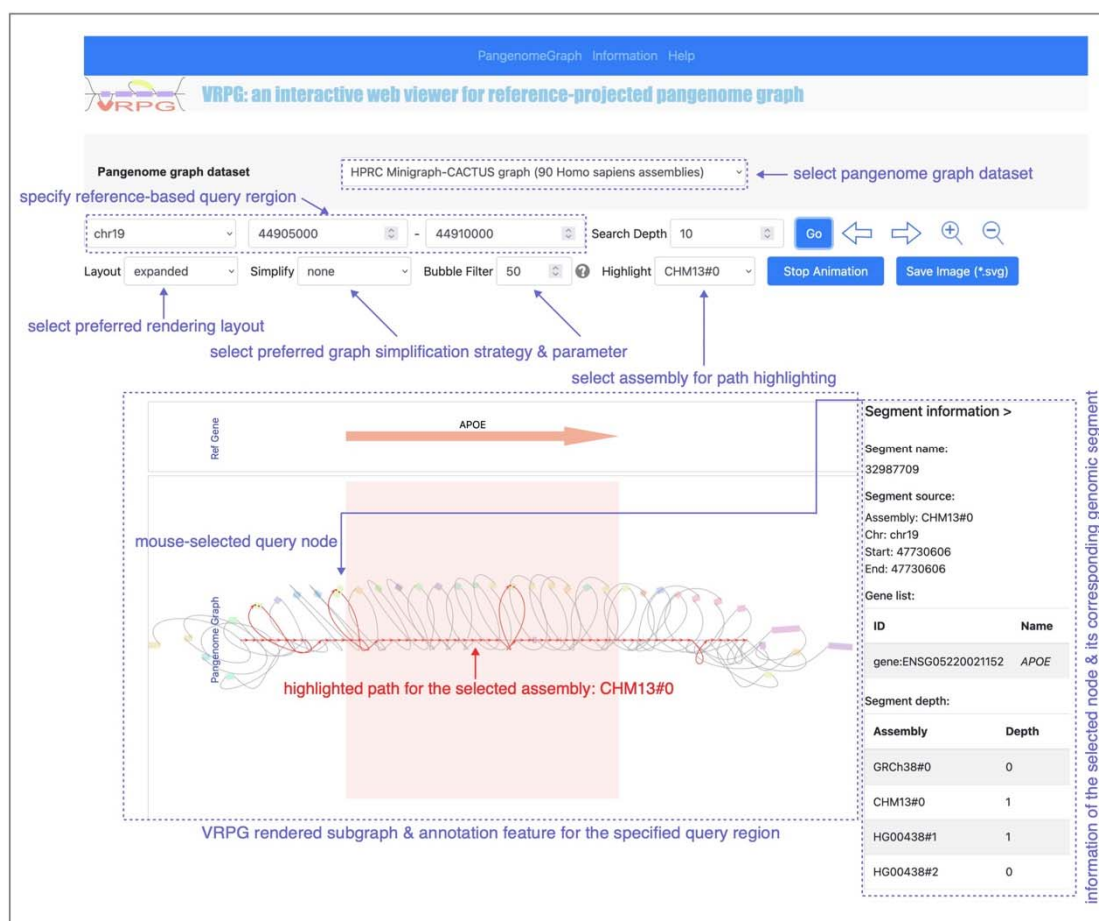 PangenomeGraph Information Help
VRPG
VRPG: an interactive web viewer for reference-projected pangenome graph
Pangenome graph dataset
HPRC Minigraph-CACTUS graph (90 Homo sapiens assemblies)
select pangenome graph dataset
specify reference-based query rergion
chr19 44905000 - 44910000 Search Depth 10 Go
Layout expanded Simplify none Bubble Filter 50 ? Highlight CHM13#0 Stop Animation Save Image (*.svg)
select preferred rendering layout
select preferred graph simplification strategy & parameter
select assembly for path highlighting
Ref Gene
APOE
mouse-selected query node
Pangenome Graph
highlighted path for the selected assembly: CHM13#0
VRPG rendered subgraph & annotation feature for the specified query region
Segment information >
Segment name:
32987709
Segment source:
Assembly: CHM13#0
Chr: chr19
Start: 47730606
End: 47730606
Gene list:
ID Name
gene:ENSG05220021152 APOE
Segment depth:
Assembly Depth
GRCh38#0 0
CHM13#0 1
HG00438#1 1
HG00438#2 0
information of the selected node & its corresponding genomic segment